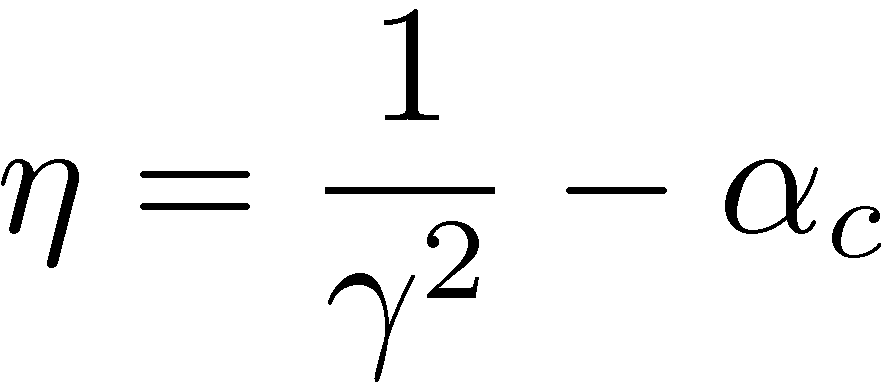 η = 1/γ² − α_c